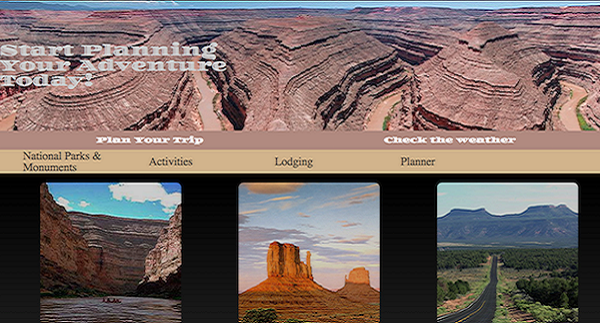 Start Planning
Your Adventure
Today!
Plan Your Trip
Check the weather
National Parks &
Monuments
Activities
Lodging
Planner